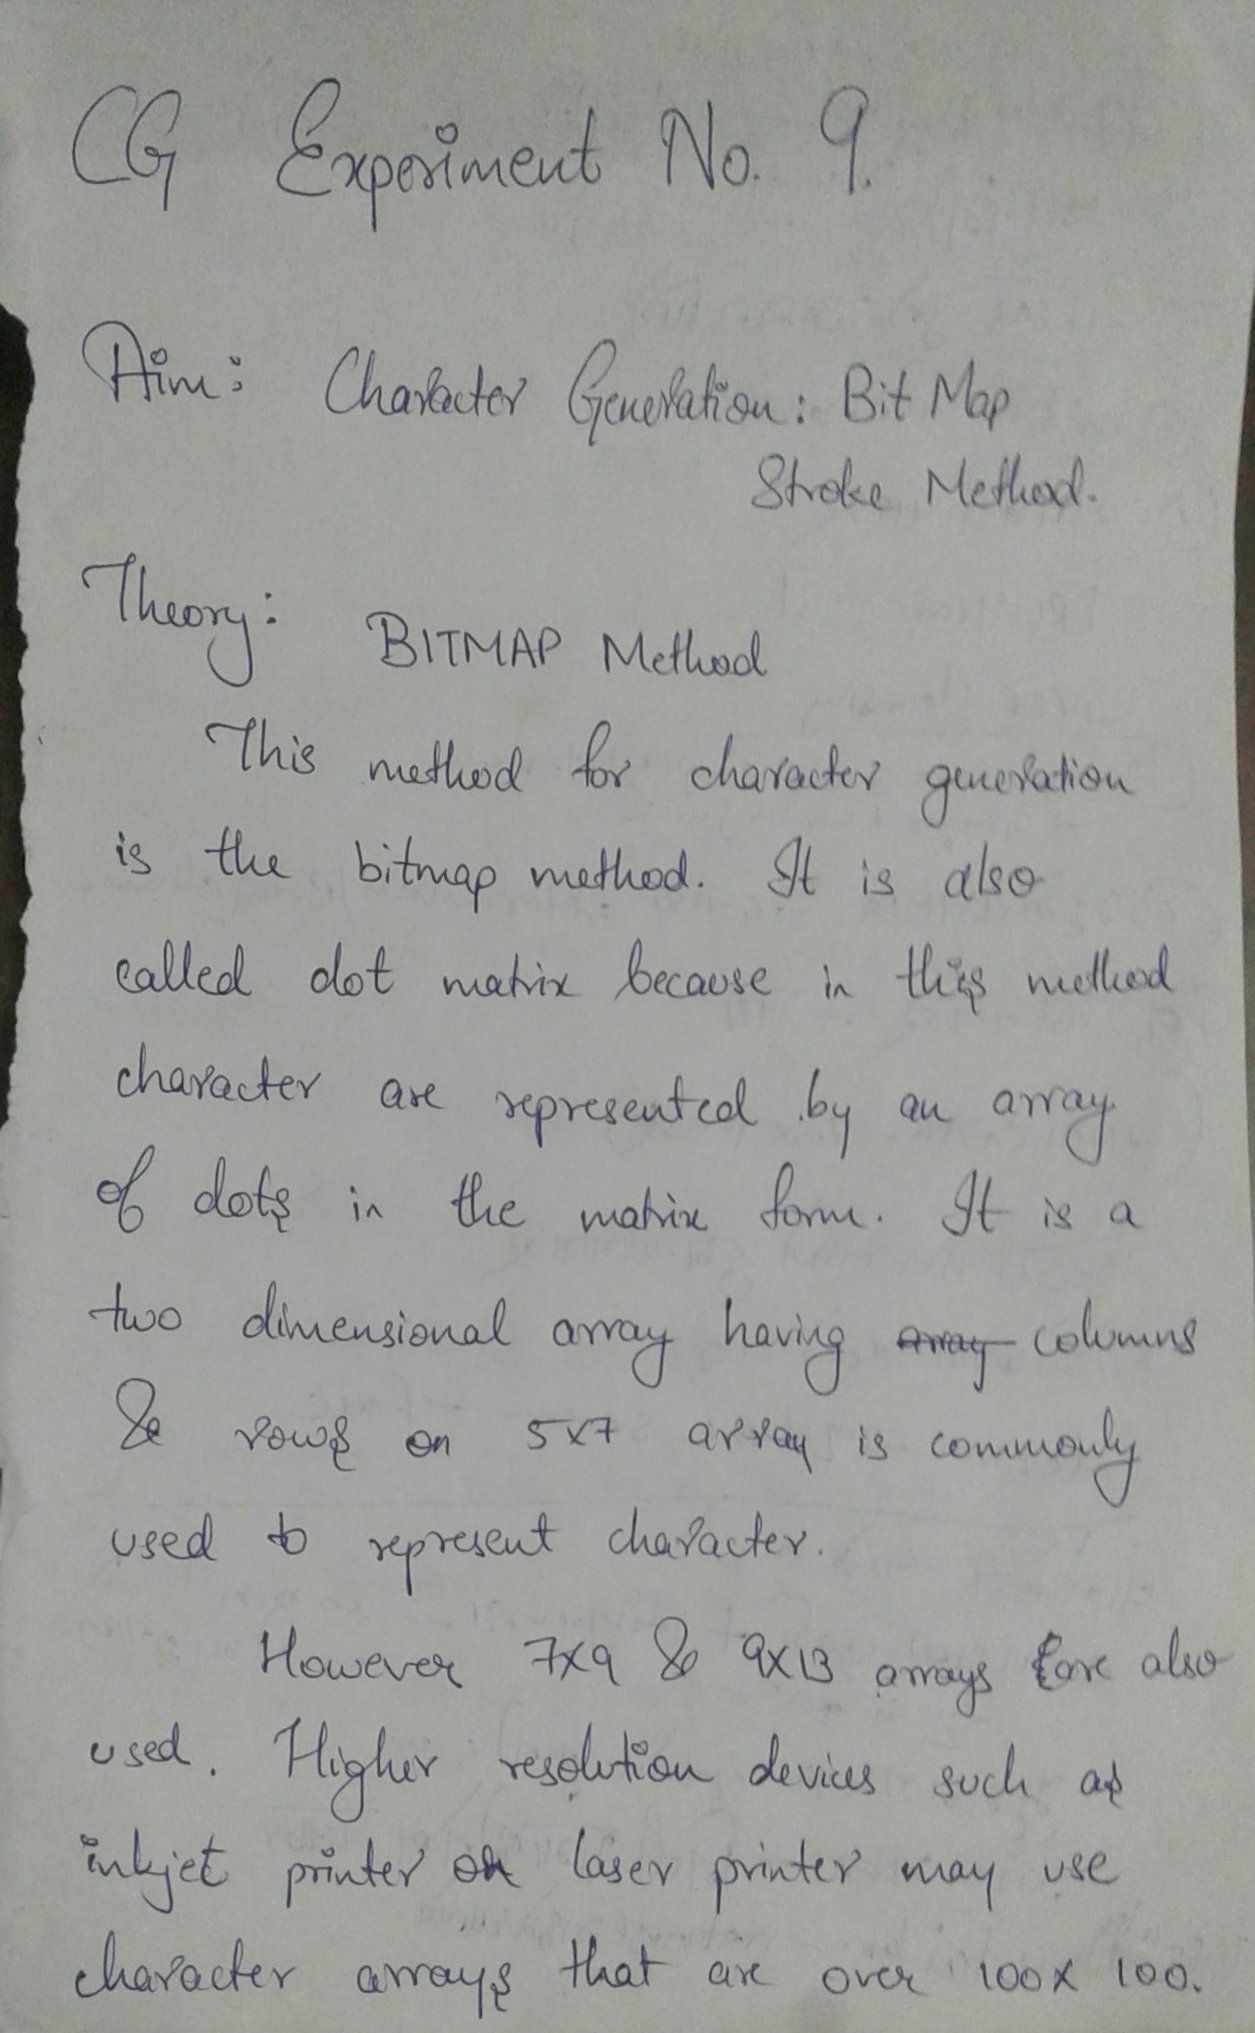 CG Experiment No. 9.
Aim: Character Generation: Bit Map
Stroke Method.
Theory:
BITMAP Method
This method for character generation
is the bitmap method. It is also
called dot matrix because in this method
character are represented by an array
of dots in the matrix form. It is a
two dimensional array having array columns
& rows on 5x7 array is commonly
used to represent character.
However 7x9 & 9x13 arrays are also
used. Higher resolution devices such as
inkjet printer or laser printer may use
character arrays that are over 100x 100.